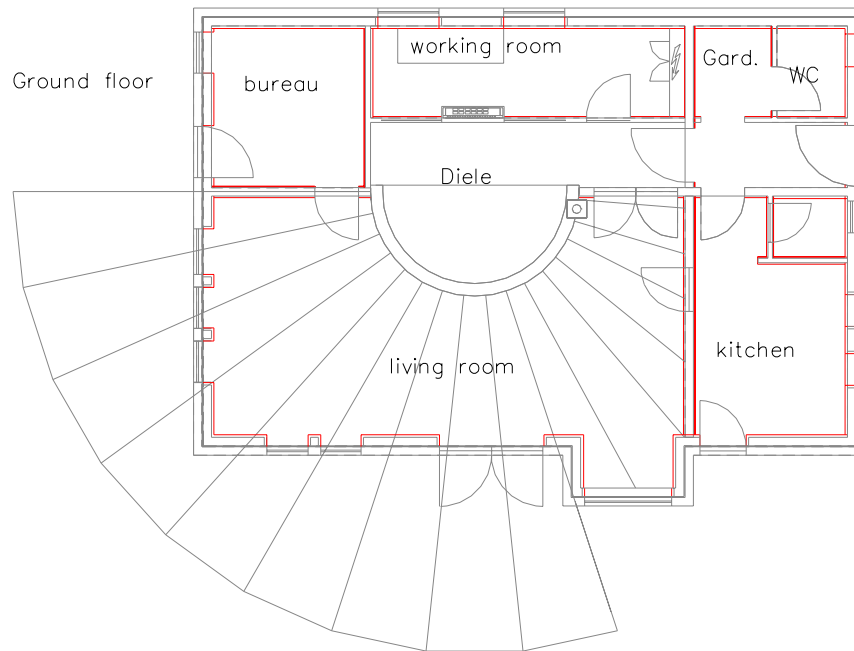 working room
Gard.
WC
Ground floor
bureau
Diele
kitchen
living room